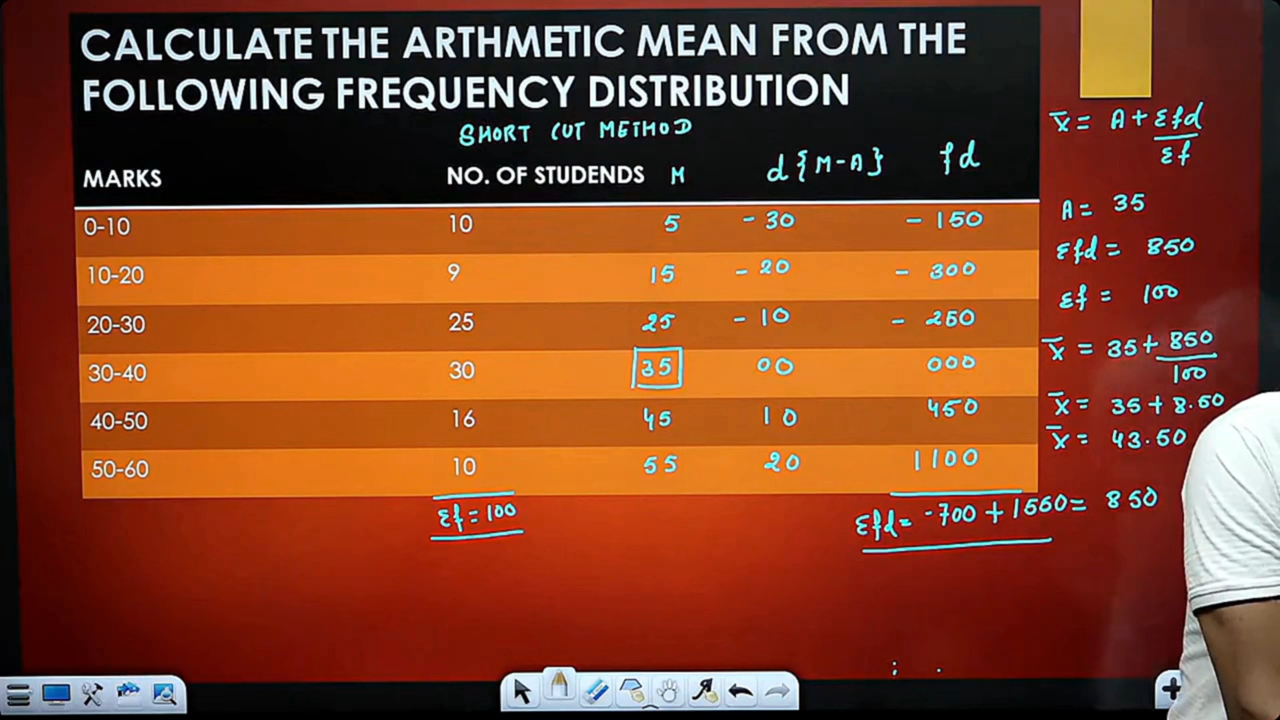 CALCULATE THE ARTHMETIC MEAN FROM THE
FOLLOWING FREQUENCY DISTRIBUTION
SHORT CUT METHOD
MARKS NO. OF STUDENDS M d{M-A} fd
0-10 10 5 -30 -150
10-20 9 15 -20 -300
20-30 25 25 -10 -250
30-40 30 35 00 000
40-50 16 45 10 450
50-60 10 55 20 1100
Σf = 100
Σfd = -700 + 1550 = 850
x̄ = A + Σfd
Σf
A = 35
Σfd = 850
Σf = 100
x̄ = 35 + 850
100
x̄ = 35 + 8.50
x̄ = 43.50